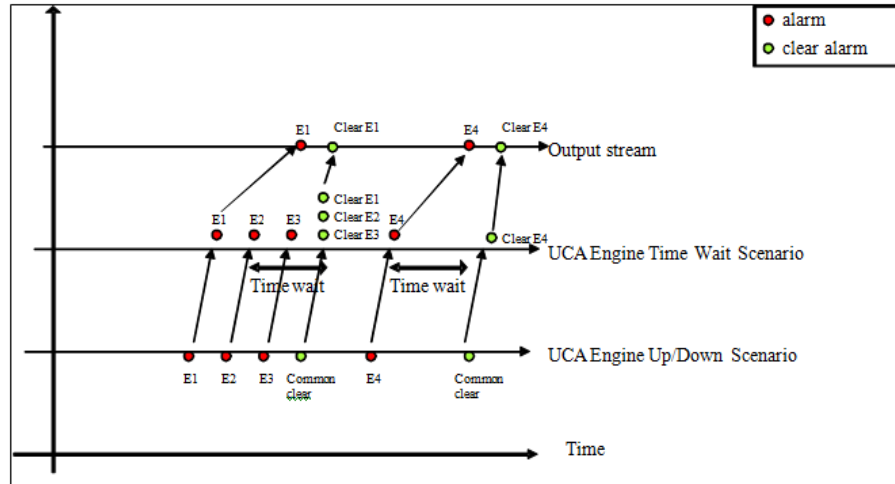 alarm
clear alarm
E1
Clear E1
E4
Clear E4
Output stream
Clear E1
Clear E2
E1
E2
E3
Clear E3
E4
Clear E4
UCA Engine Time Wait Scenario
Time wait
Time wait
UCA Engine Up/Down Scenario
E1
E2
E3
Common
clear
E4
Common
clear
Time